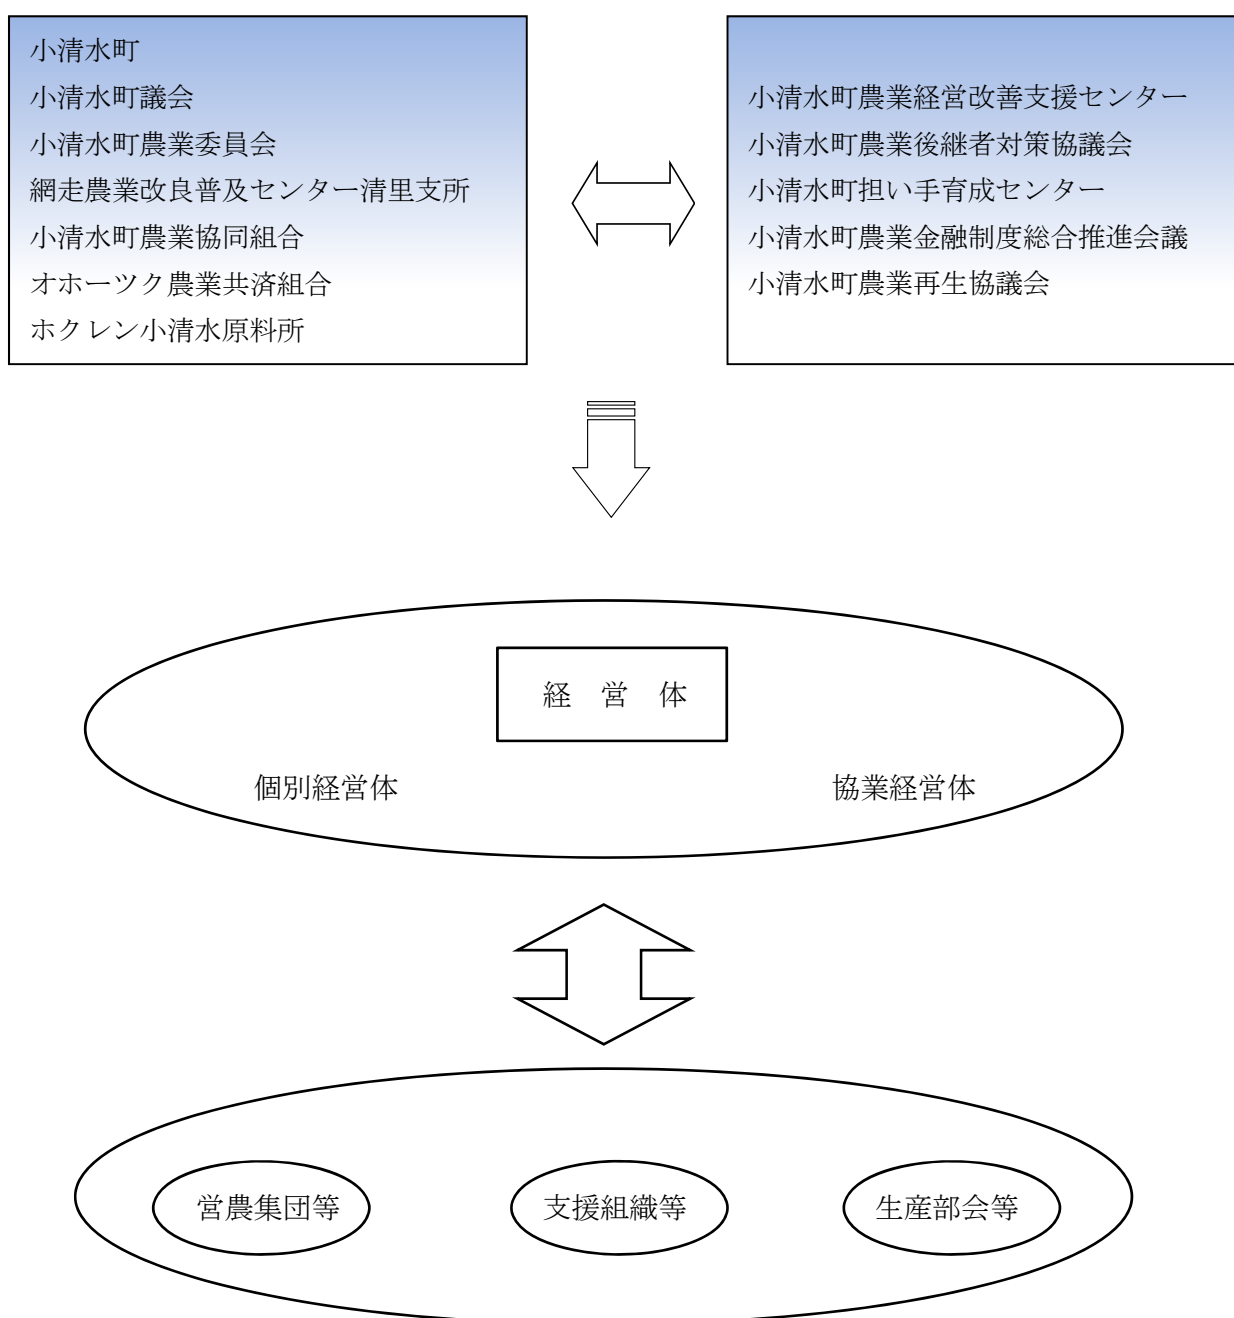 小清水町
小清水町議会
小清水町農業委員会
網走農業改良普及センター清里支所
小清水町農業協同組合
オホーツク農業共済組合
ホクレン小清水原料所
小清水町農業経営改善支援センター
小清水町農業後継者対策協議会
小清水町担い手育成センター
小清水町農業金融制度総合推進会議
小清水町農業再生協議会
経　営　体
個別経営体
協業経営体
営農集団等
支援組織等
生産部会等